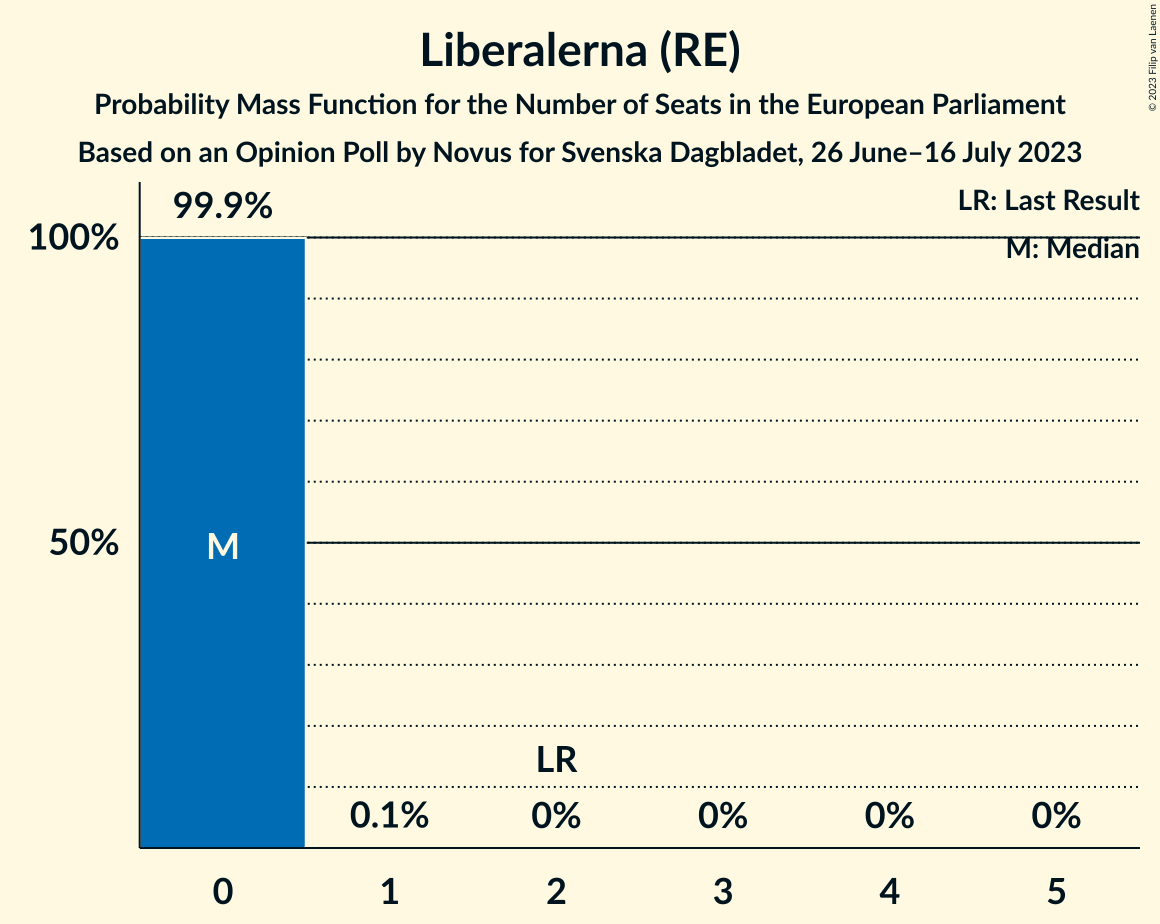 Liberalerna (RE)
Probability Mass Function for the Number of Seats in the European Parliament
Based on an Opinion Poll by Novus for Svenska Dagbladet, 26 June–16 July 2023
© 2023 Filip van Laenen
LR: Last Result
M: Median
99.9%
100%
50%
M
LR
0.1%
0%
0%
0%
0%
0
1
2
3
4
5